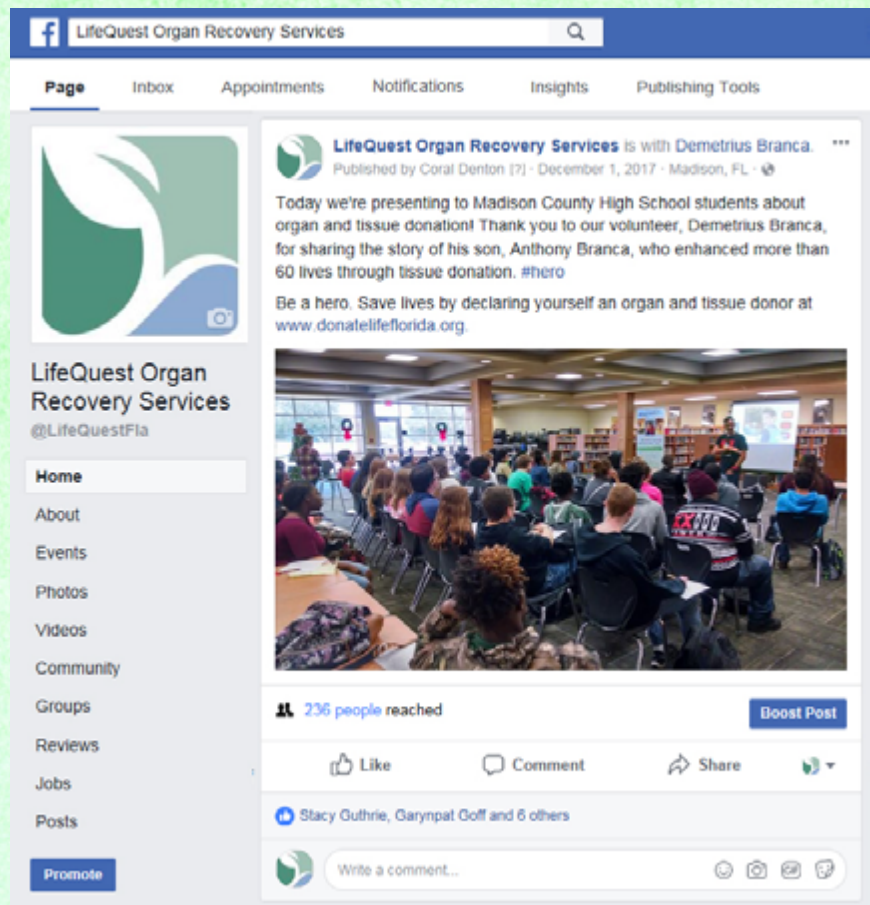 LifeQuest Organ Recovery Services
Page Inbox Appointments Notifications Insights Publishing Tools
LifeQuest Organ
Recovery Services
@LifeQuestFla
Home
About
Events
Photos
Videos
Community
Groups
Reviews
Jobs
Posts
Promote
LifeQuest Organ Recovery Services is with Demetrius Branca.
Published by Coral Denton [?] · December 1, 2017 · Madison, FL ·
Today we're presenting to Madison County High School students about
organ and tissue donation! Thank you to our volunteer, Demetrius Branca,
for sharing the story of his son, Anthony Branca, who enhanced more than
60 lives through tissue donation. #hero
Be a hero. Save lives by declaring yourself an organ and tissue donor at
www.donatelifeflorida.org.
236 people reached
Boost Post
Like Comment Share
Stacy Guthrie, Garynpat Goff and 6 others
Write a comment...
GIF